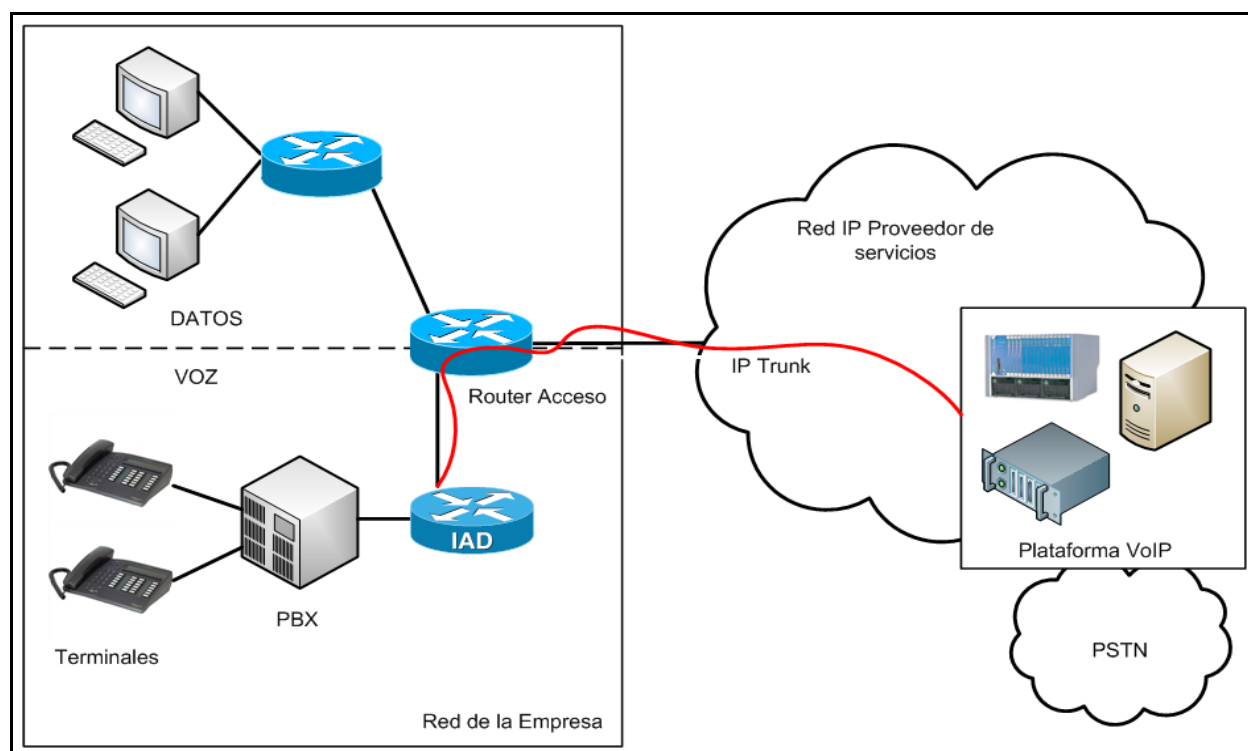 DATOS
VOZ
Router Acceso
IAD
PBX
Terminales
Red de la Empresa
Red IP Proveedor de
servicios
IP Trunk
Plataforma VoIP
PSTN